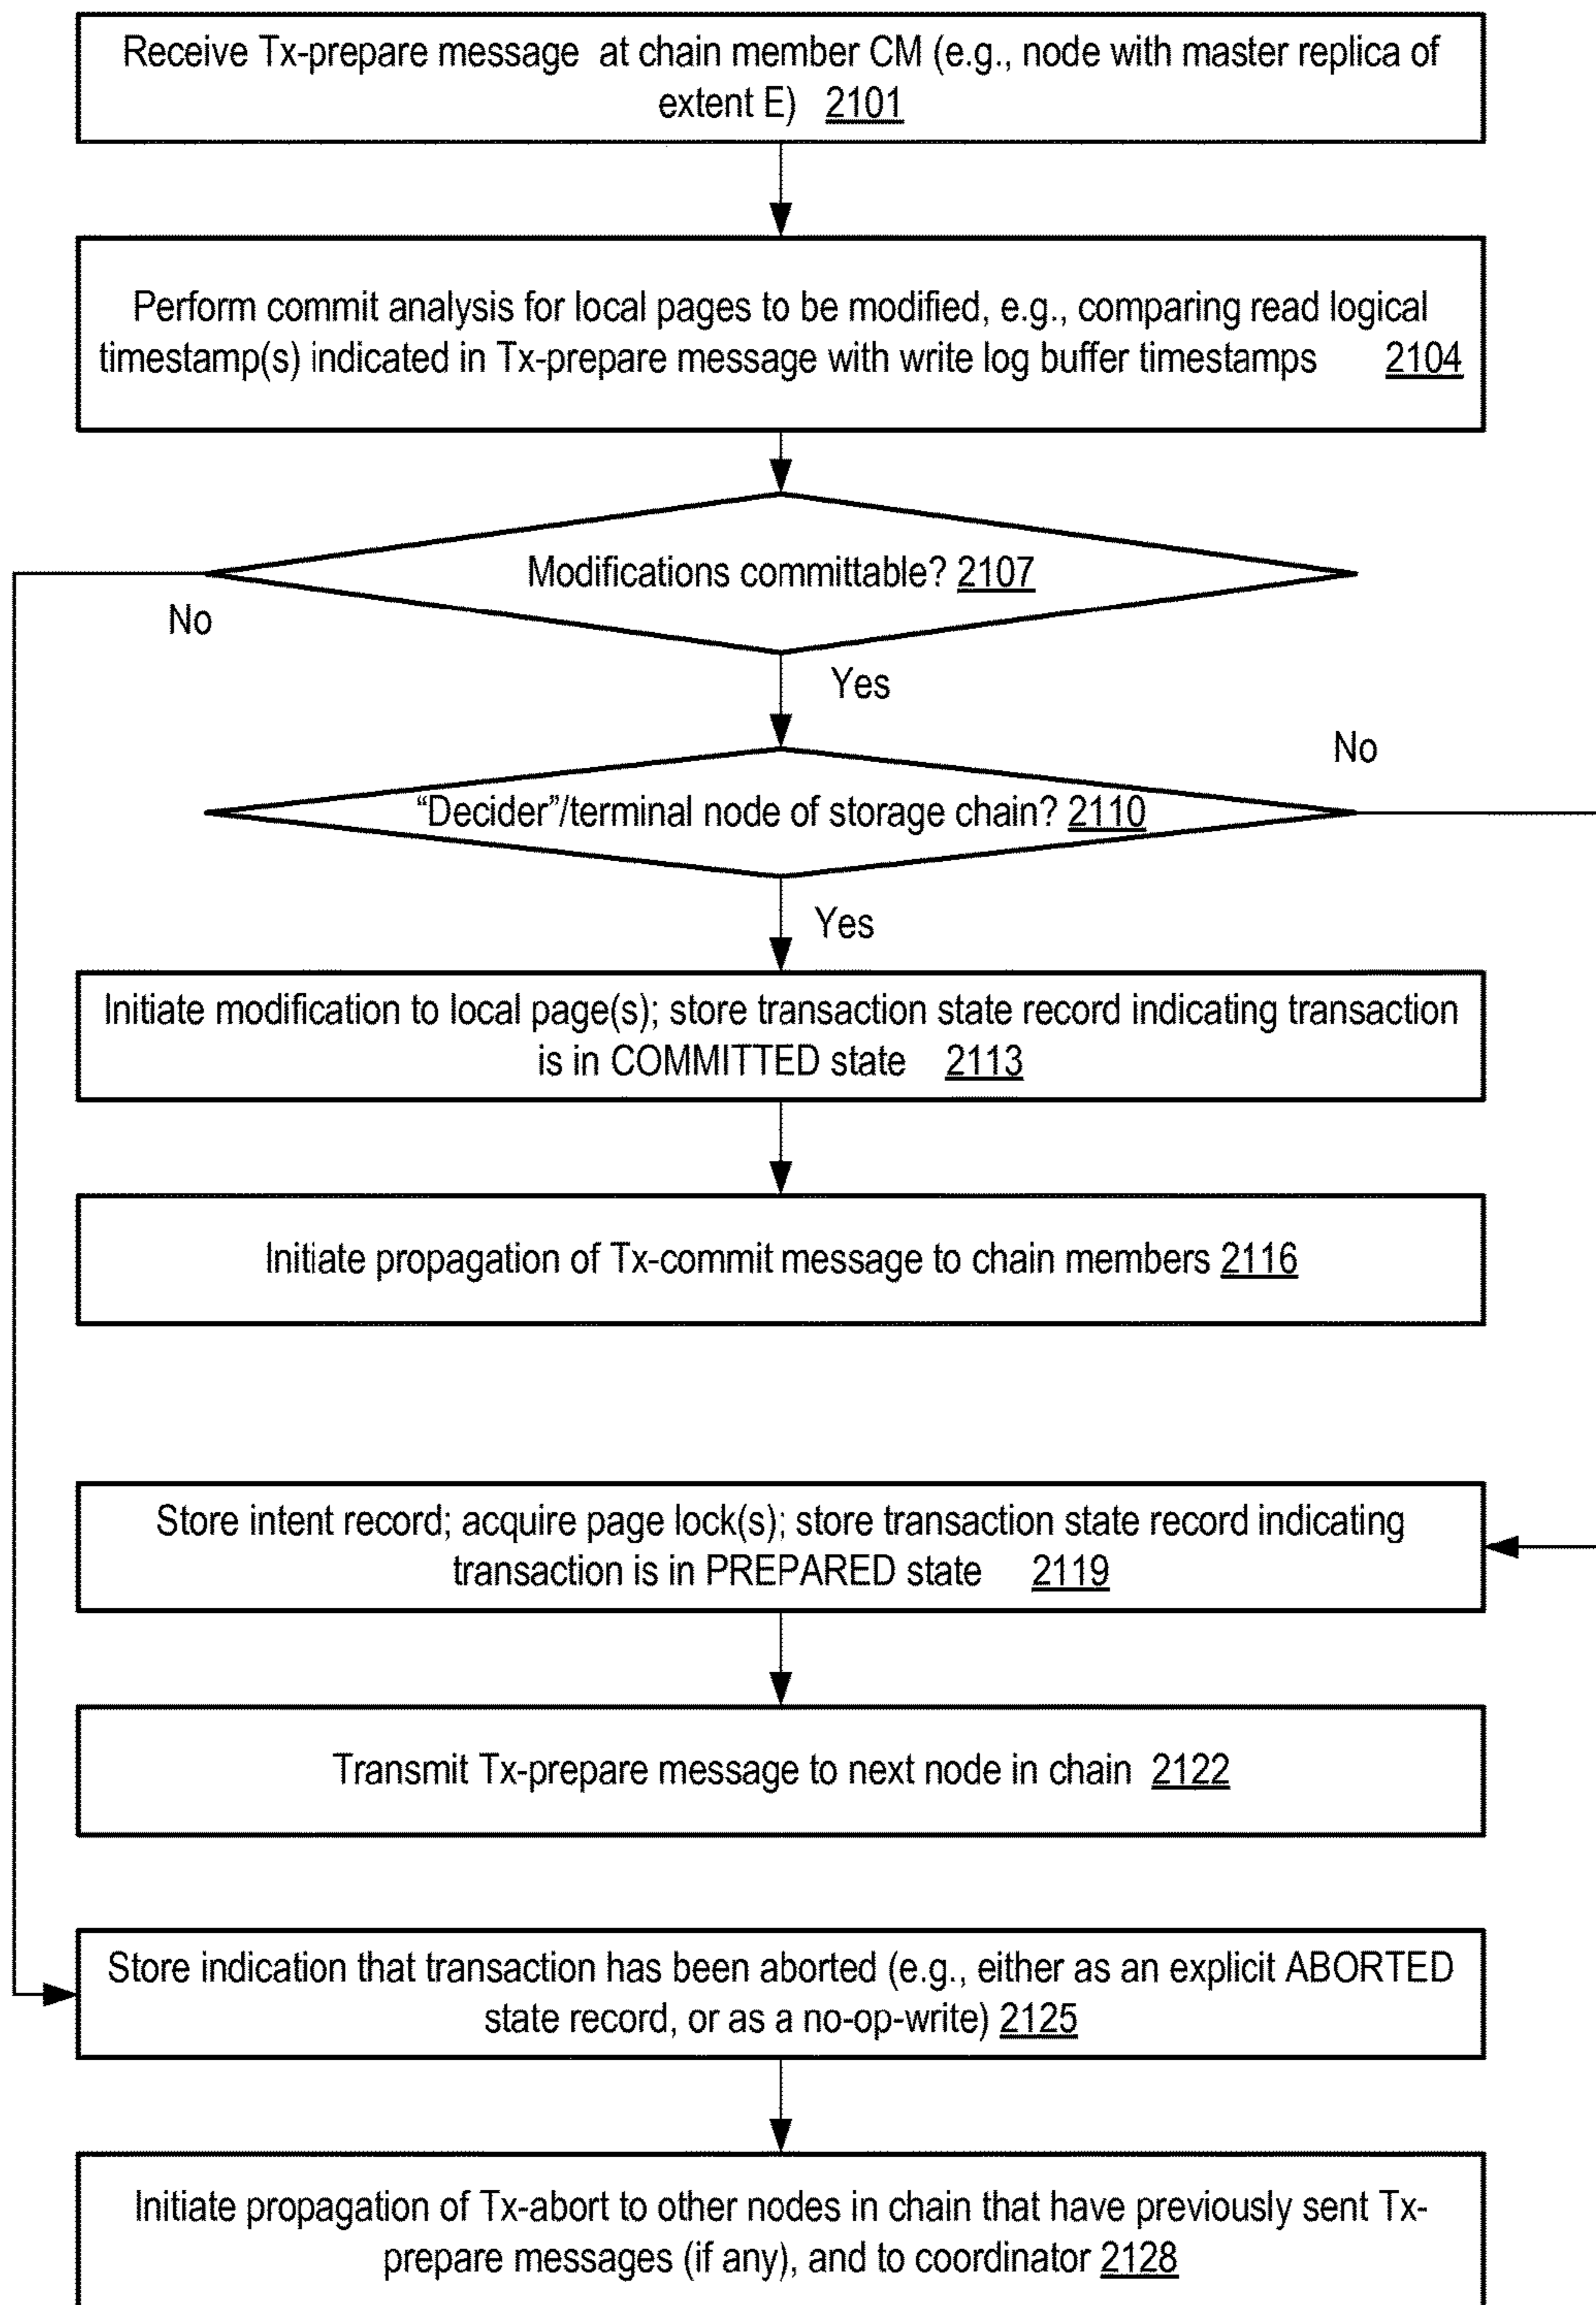 Receive Tx-prepare message at chain member CM (e.g., node with master replica of
extent E) 2101
Perform commit analysis for local pages to be modified, e.g., comparing read logical
timestamp(s) indicated in Tx-prepare message with write log buffer timestamps 2104
Modifications committable? 2107
No
Yes
No
“Decider”/terminal node of storage chain? 2110
Yes
Initiate modification to local page(s); store transaction state record indicating transaction
is in COMMITTED state 2113
Initiate propagation of Tx-commit message to chain members 2116
Store intent record; acquire page lock(s); store transaction state record indicating
transaction is in PREPARED state 2119
Transmit Tx-prepare message to next node in chain 2122
Store indication that transaction has been aborted (e.g., either as an explicit ABORTED
state record, or as a no-op-write) 2125
Initiate propagation of Tx-abort to other nodes in chain that have previously sent Tx-
prepare messages (if any), and to coordinator 2128